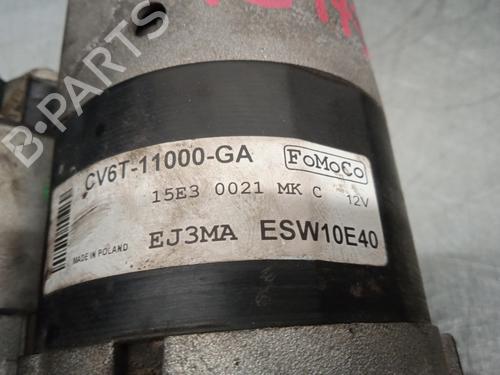 B-PARTS
CV6T-11000-GA FoMoCo
15E3 0021 MK C 12V
MADE IN POLAND EJ3MA ESW10E40